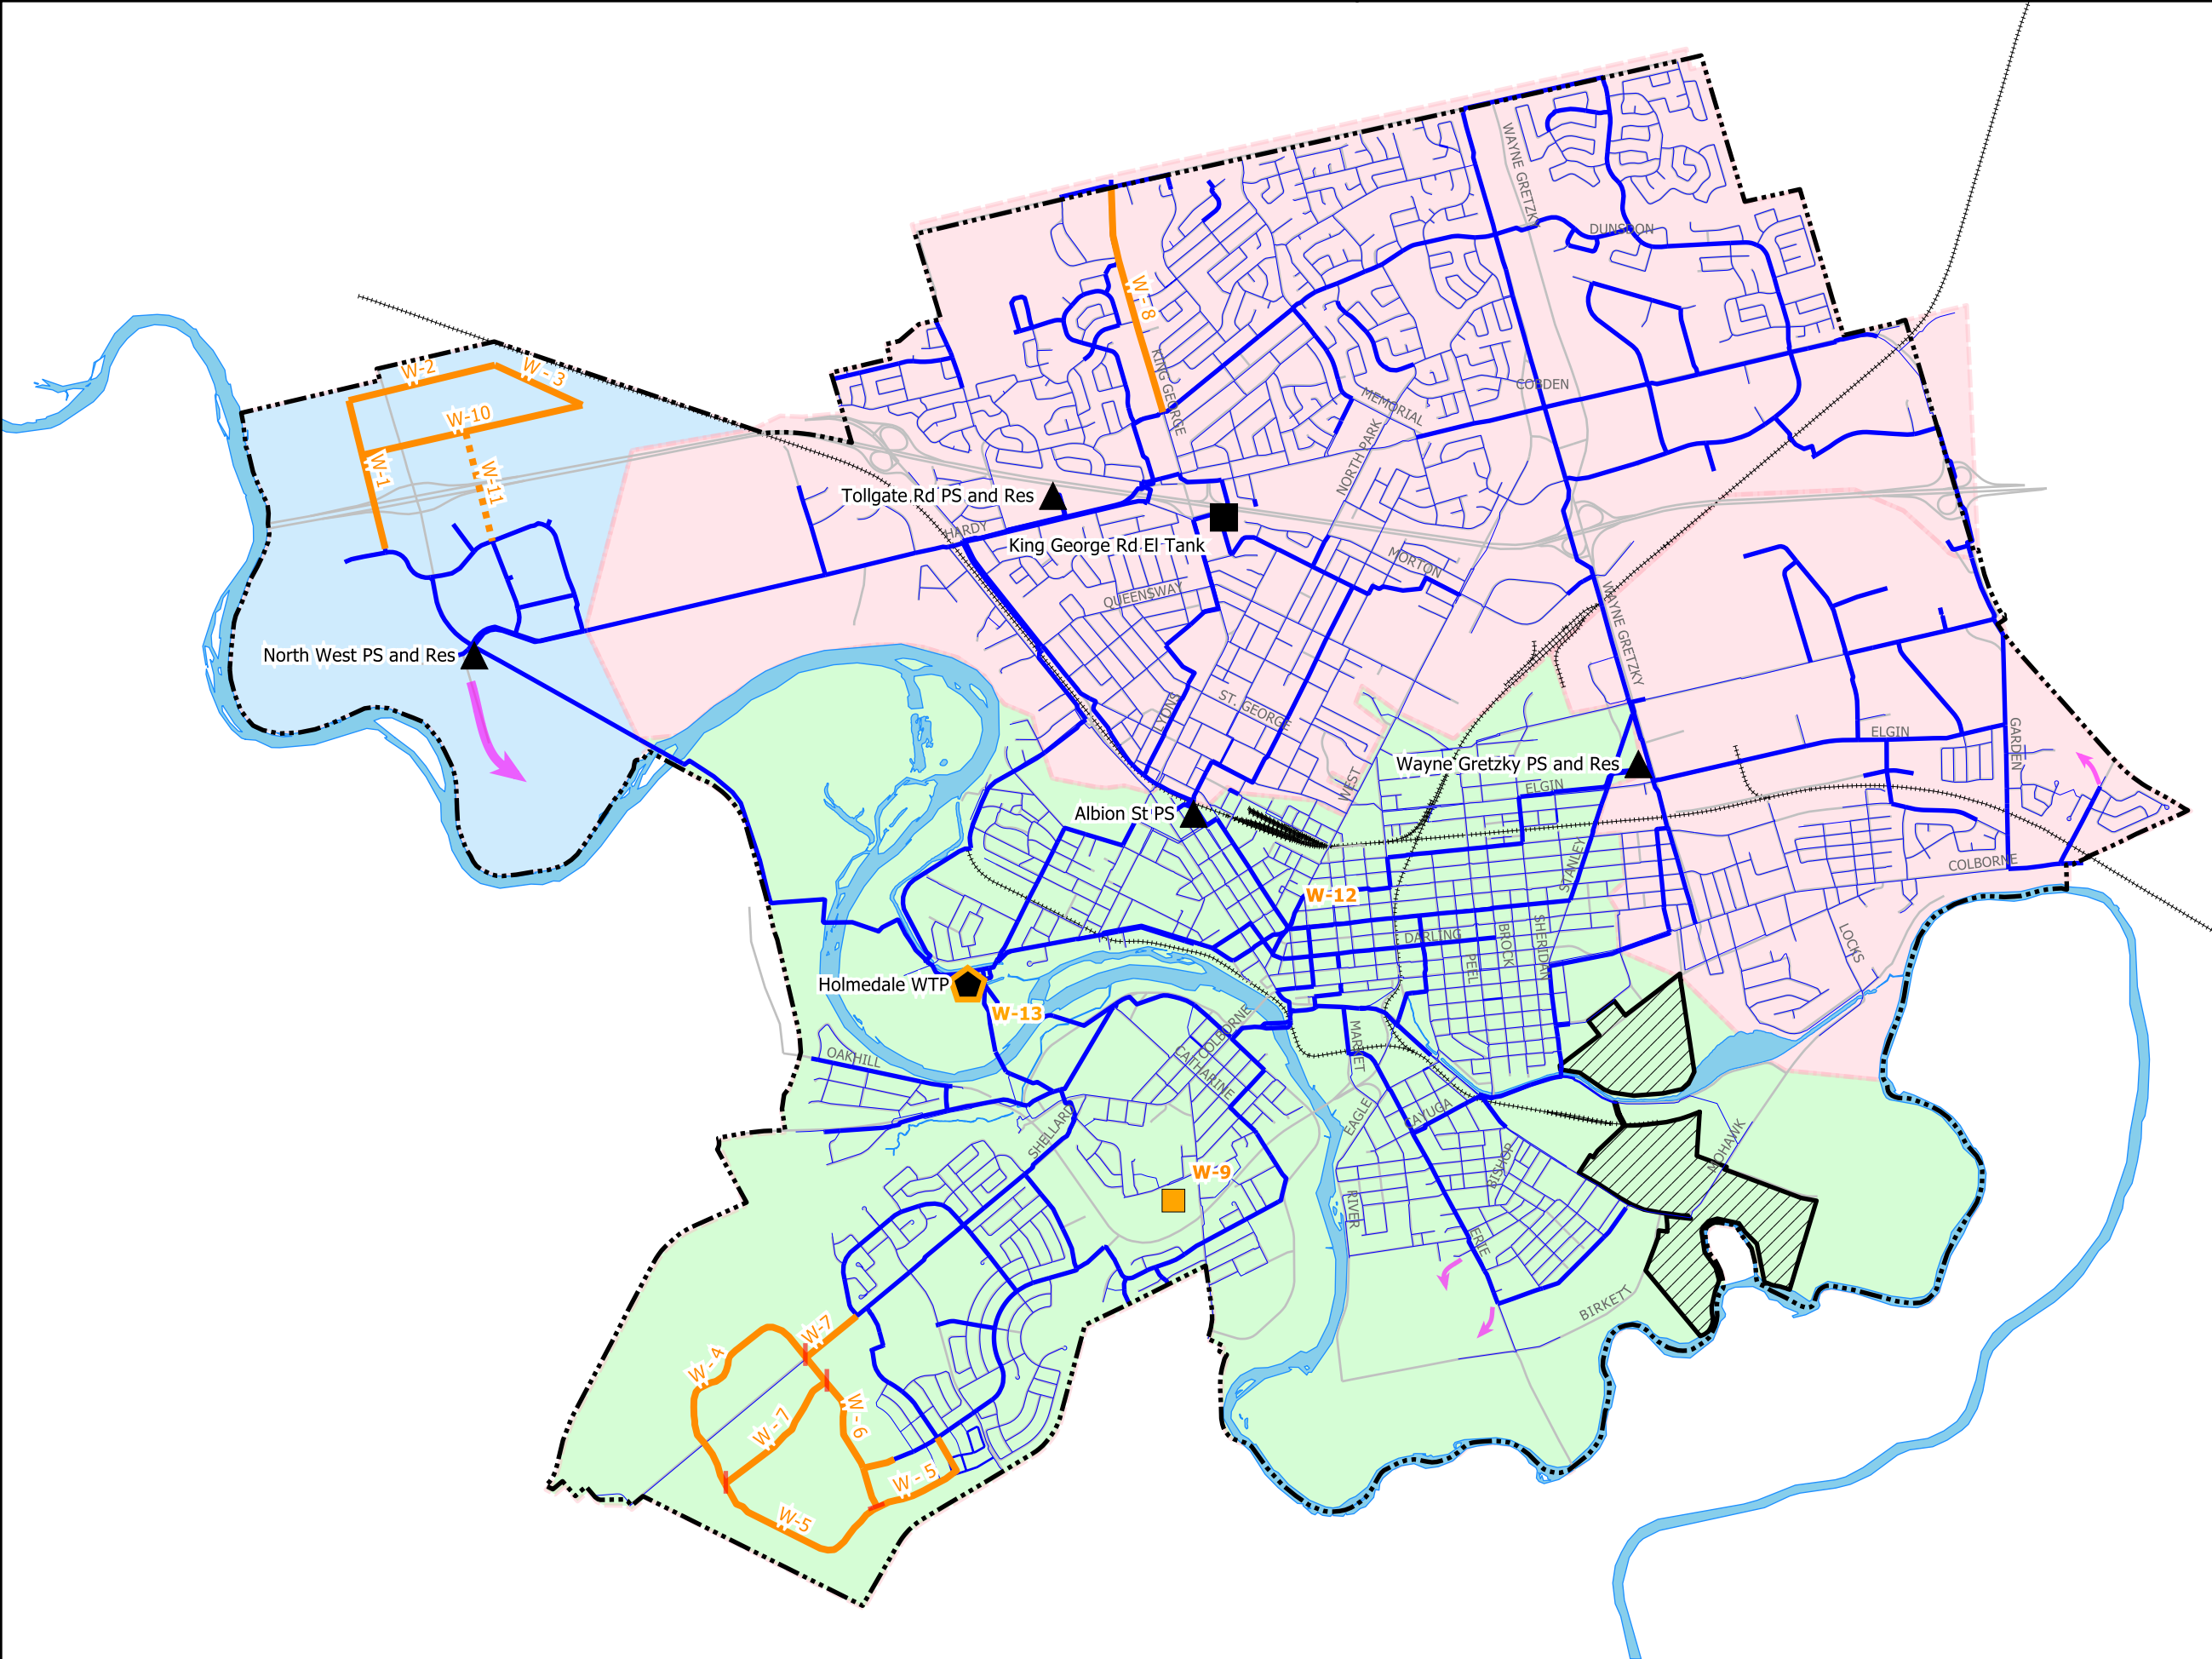 WAYNE GRETZKY
DUNSDON
W - 8
W-2
W - 3
KING GEORGE
COBDEN
MEMORIAL
W-10
NORTH PARK
W-1
W-11
Tollgate Rd PS and Res
HARDY
King George Rd El Tank
MORTON
QUEENSWAY
WAYNE GRETZKY
North West PS and Res
LYONS
ST. GEORGE
ELGIN
GARDEN
Wayne Gretzky PS and Res
WEST
ELGIN
Albion St PS
STANLEY
COLBORNE
W-12
DARLING
BROCK
SHERIDAN
PEEL
LOCKS
Holmedale WTP
W-13
COLBORNE
MARKET
OAKHILL
CATHARINE
EAGLE
CAYUGA
SHELLARD
MOHAWK
BISHOP
W-9
RIVER
ERIE
BIRKETT
W-7
W - 4
W - 7
W - 6
W - 5
W-5